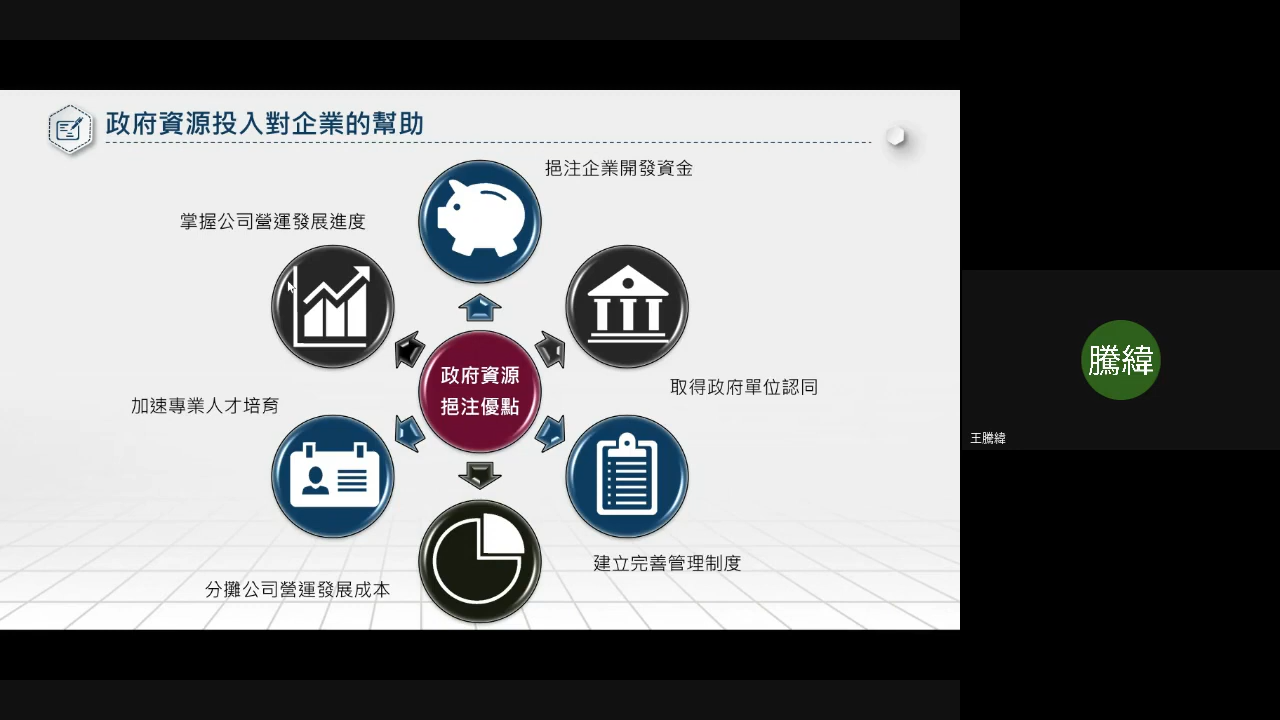 政府資源投入對企業的幫助
挹注企業開發資金
掌握公司營運發展進度
政府資源
挹注優點
取得政府單位認同
加速專業人才培育
建立完善管理制度
分攤公司營運發展成本
騰緯
王騰緯